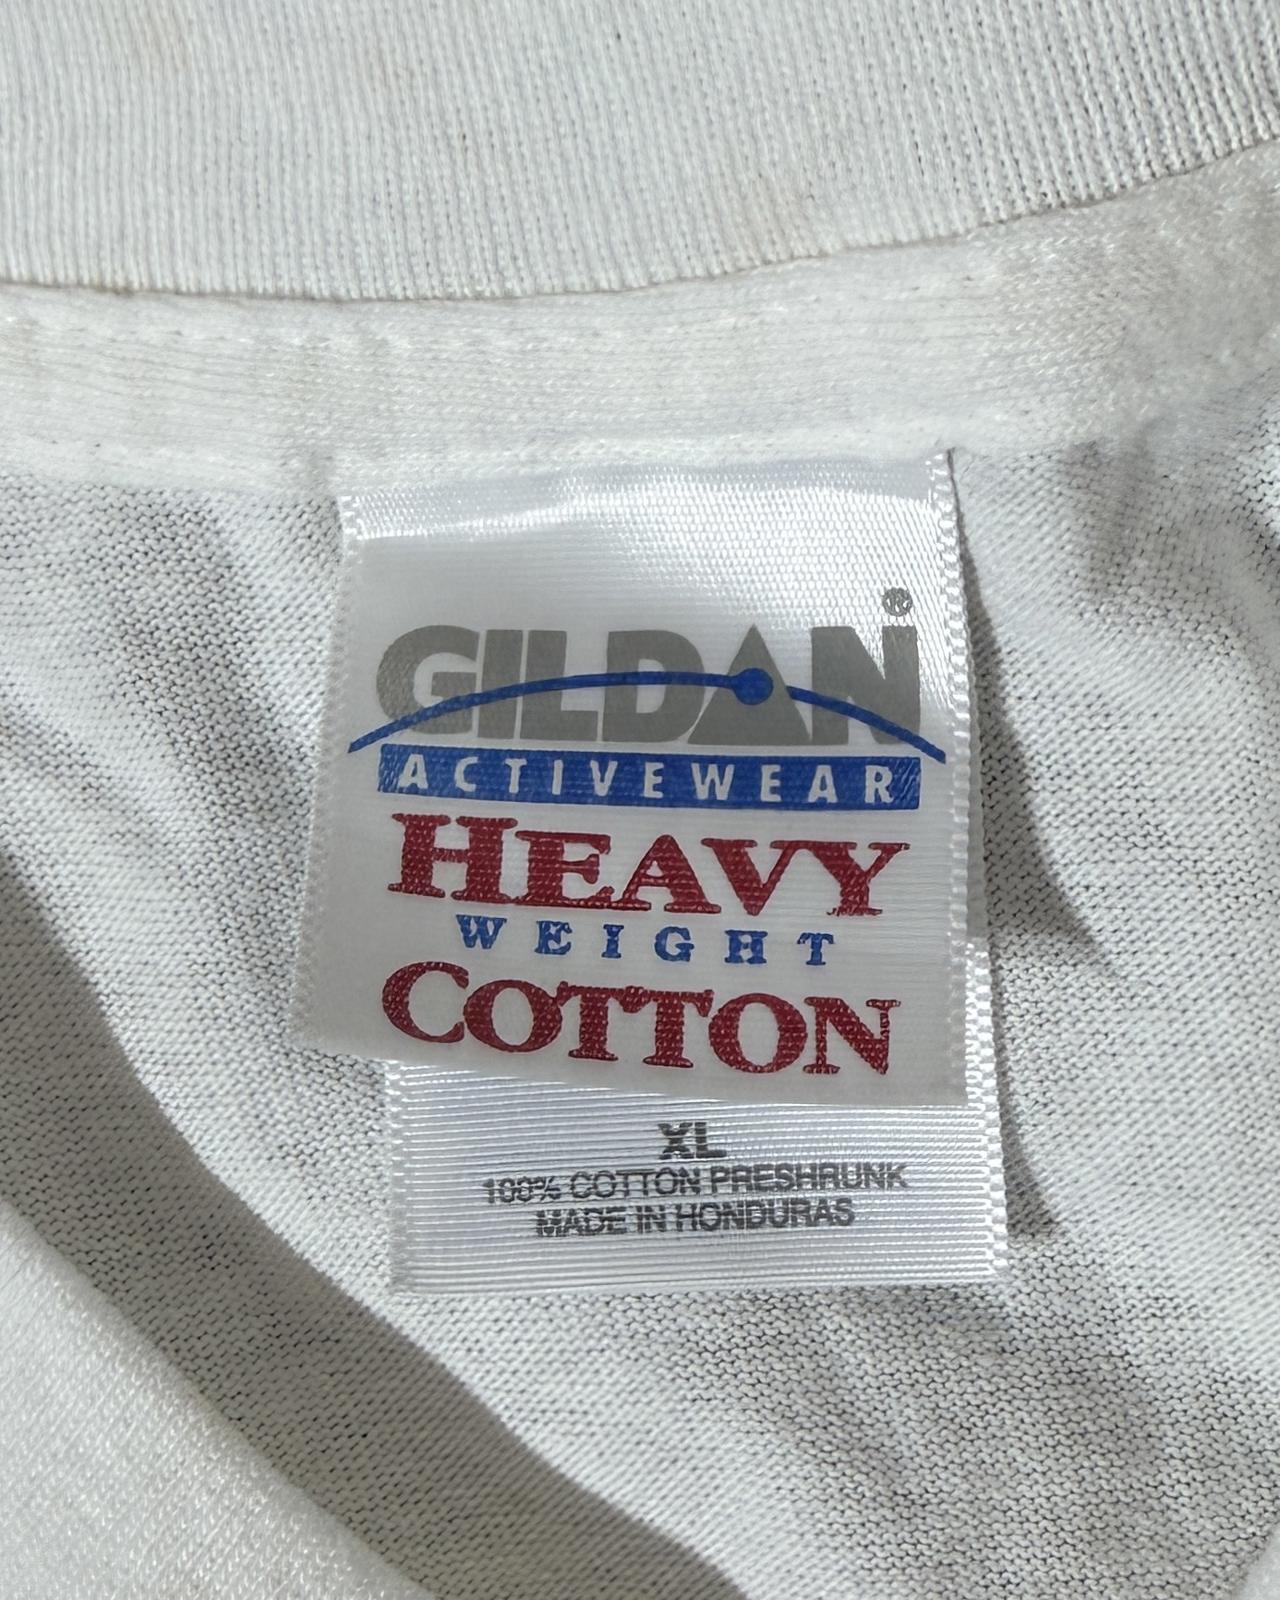 GILDAN®
ACTIVEWEAR
HEAVY
WEIGHT
COTTON
XL
100% COTTON PRESHRUNK
MADE IN HONDURAS